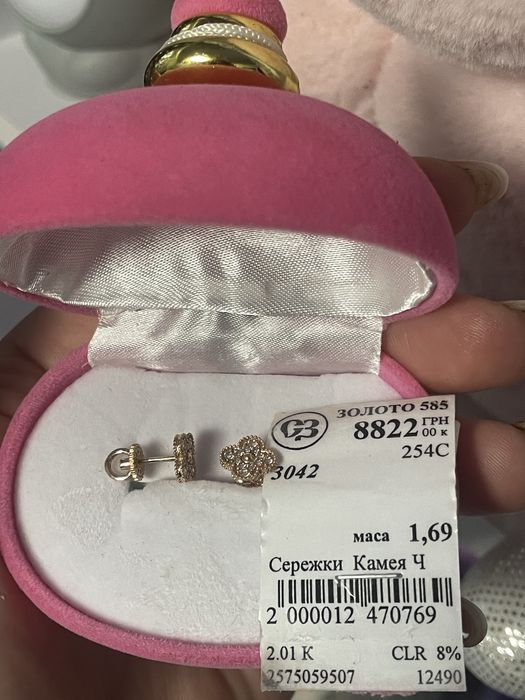 ЗОЛОТО 585
СЗ 8822 ГРН 00 к
254С
3042
маса 1,69
Сережки Камея Ч
2 000012 470769
2.01 К CLR 8%
2575059507 12490